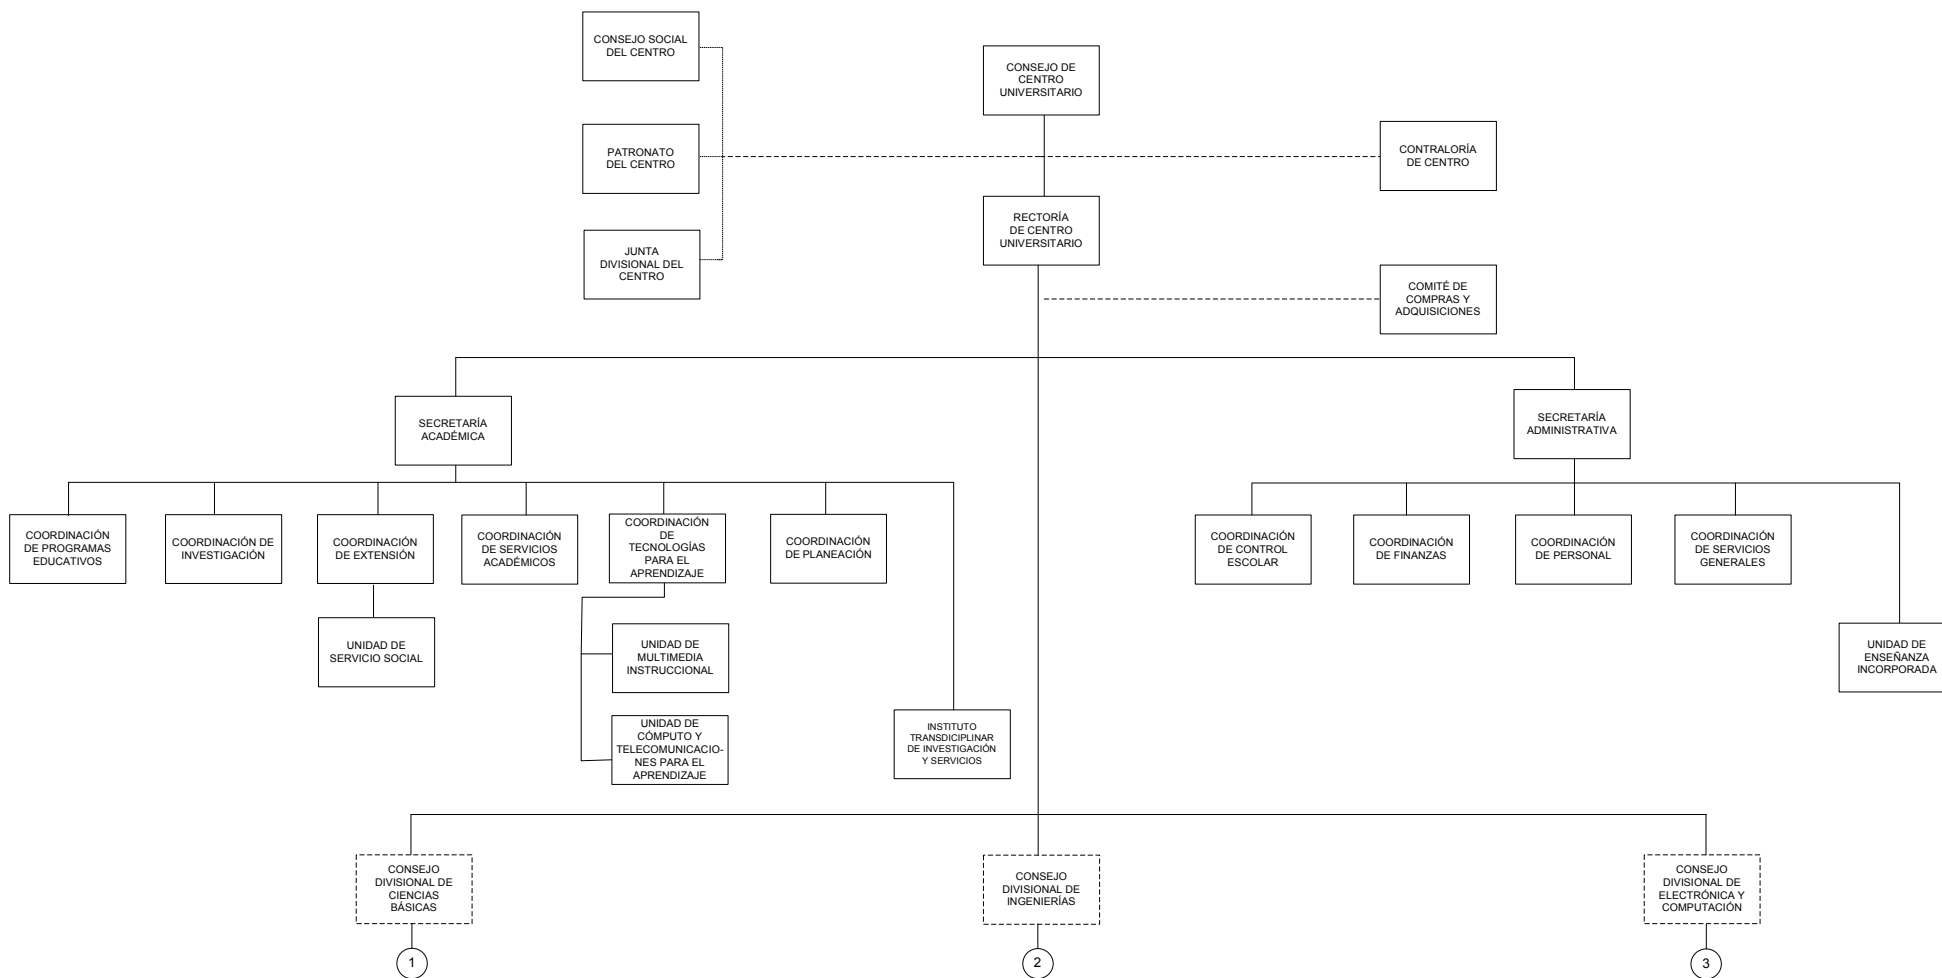 CONSEJO SOCIAL
DEL CENTRO
CONSEJO DE
CENTRO
UNIVERSITARIO
PATRONATO
DEL CENTRO
CONTRALORÍA
DE CENTRO
RECTORÍA
DE CENTRO
UNIVERSITARIO
JUNTA
DIVISIONAL DEL
CENTRO
COMITÉ DE
COMPRAS Y
ADQUISICIONES
SECRETARÍA
ACADÉMICA
SECRETARÍA
ADMINISTRATIVA
COORDINACIÓN
DE PROGRAMAS
EDUCATIVOS
COORDINACIÓN DE
INVESTIGACIÓN
COORDINACIÓN
DE EXTENSIÓN
COORDINACIÓN
DE SERVICIOS
ACADÉMICOS
COORDINACIÓN
DE
TECNOLOGÍAS
PARA EL
APRENDIZAJE
COORDINACIÓN
DE PLANEACIÓN
COORDINACIÓN
DE CONTROL
ESCOLAR
COORDINACIÓN
DE FINANZAS
COORDINACIÓN
DE PERSONAL
COORDINACIÓN
DE SERVICIOS
GENERALES
UNIDAD DE
SERVICIO SOCIAL
UNIDAD DE
MULTIMEDIA
INSTRUCCIONAL
UNIDAD DE
ENSEÑANZA
INCORPORADA
UNIDAD DE
CÓMPUTO Y
TELECOMUNICACIO-
NES PARA EL
APRENDIZAJE
INSTITUTO
TRANSDICIPLINAR
DE INVESTIGACIÓN
Y SERVICIOS
CONSEJO
DIVISIONAL DE
CIENCIAS
BÁSICAS
CONSEJO
DIVISIONAL DE
INGENIERÍAS
CONSEJO
DIVISIONAL DE
ELECTRÓNICA Y
COMPUTACIÓN
1
2
3